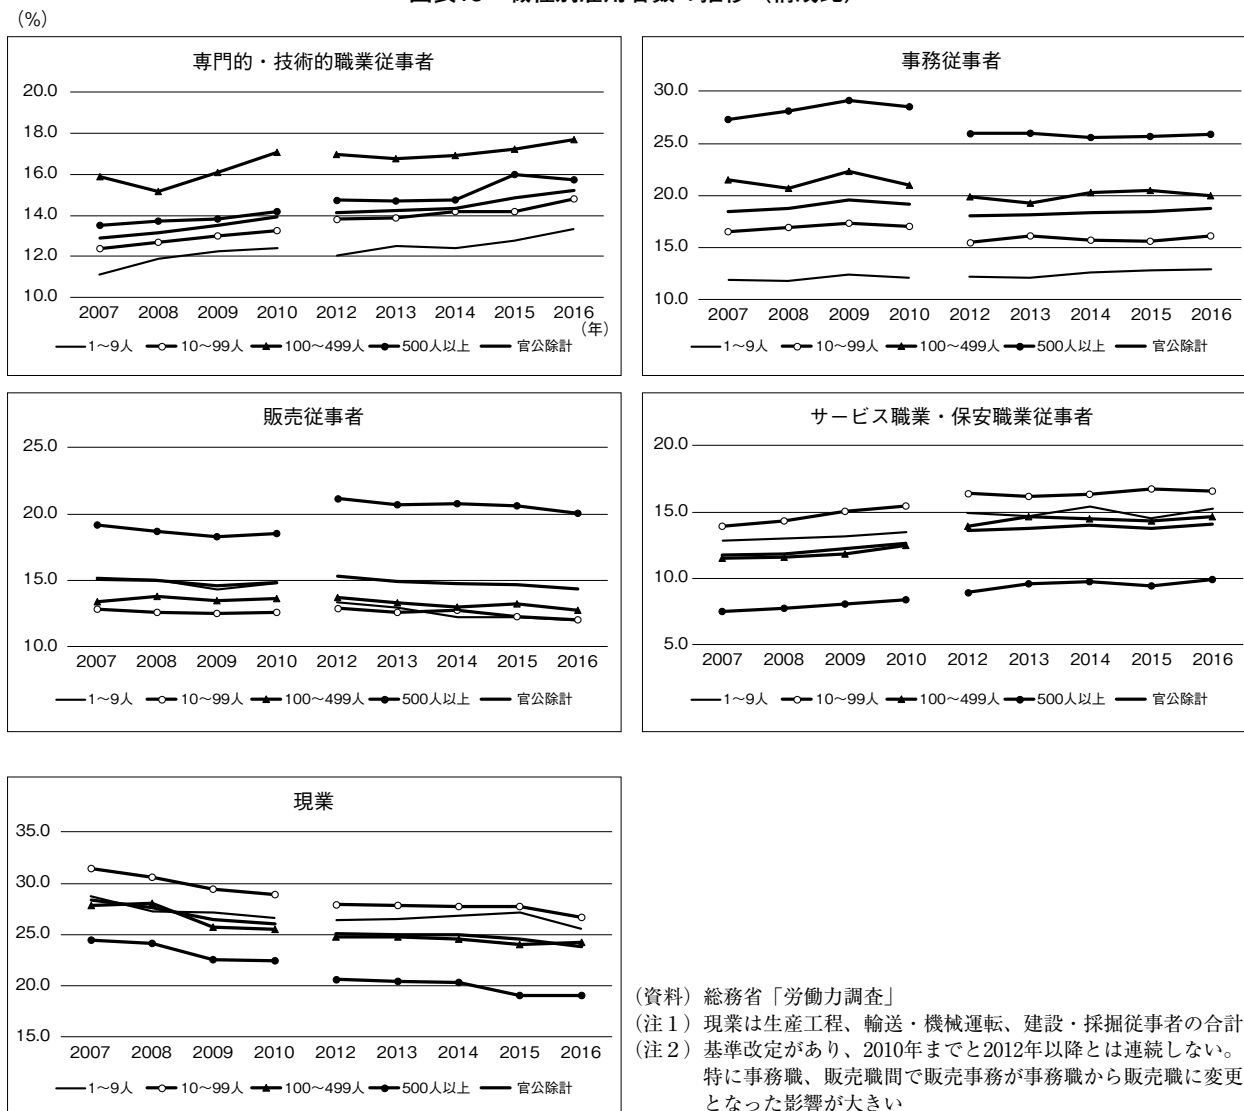 (%)
専門的・技術的職業従事者
20.0
18.0
16.0
14.0
12.0
10.0
2007 2008 2009 2010 2012 2013 2014 2015 2016
(年)
1～9人 10～99人 100～499人 500人以上 官公除計
事務従事者
30.0
25.0
20.0
15.0
10.0
2007 2008 2009 2010 2012 2013 2014 2015 2016
1～9人 10～99人 100～499人 500人以上 官公除計
販売従事者
25.0
20.0
15.0
10.0
2007 2008 2009 2010 2012 2013 2014 2015 2016
1～9人 10～99人 100～499人 500人以上 官公除計
サービス職業・保安職業従事者
20.0
15.0
10.0
5.0
2007 2008 2009 2010 2012 2013 2014 2015 2016
1～9人 10～99人 100～499人 500人以上 官公除計
現業
35.0
30.0
25.0
20.0
15.0
2007 2008 2009 2010 2012 2013 2014 2015 2016
1～9人 10～99人 100～499人 500人以上 官公除計
(資料) 総務省「労働力調査」
(注1) 現業は生産工程、輸送・機械運転、建設・採掘従事者の合計
(注2) 基準改定があり、2010年までと2012年以降とは連続しない。
特に事務職、販売職間で販売事務が事務職から販売職に変更
となった影響が大きい